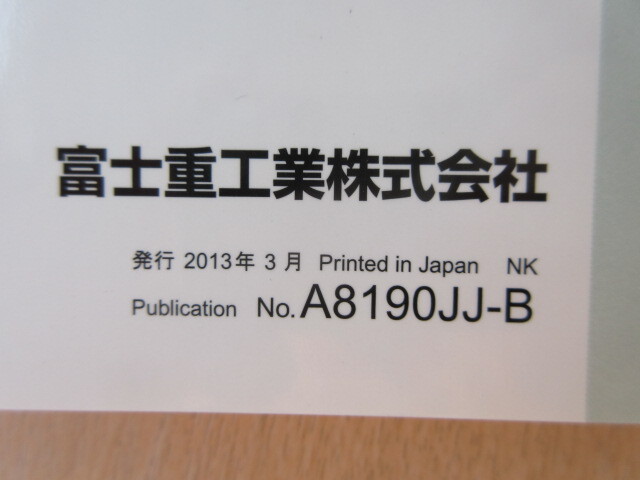 富士重工業株式会社
発行 2013年 3 月 Printed in Japan NK
Publication No. A8190JJ-B